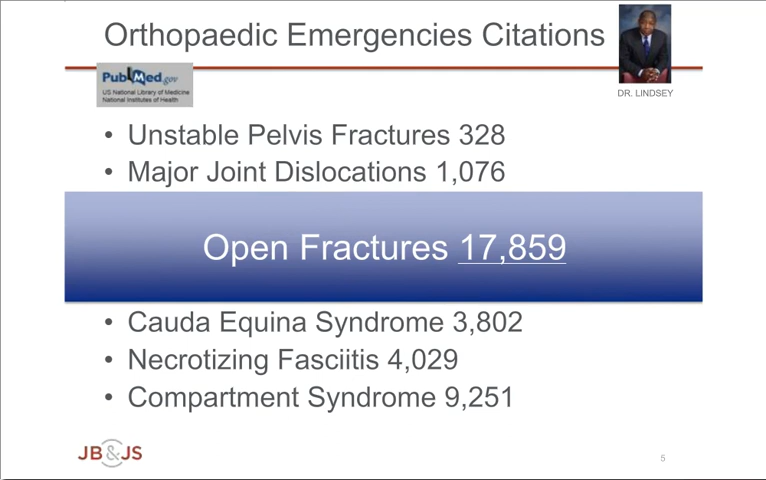 Orthopaedic Emergencies Citations
PubMed.gov
US National Library of Medicine
National Institutes of Health
DR. LINDSEY
• Unstable Pelvis Fractures 328
• Major Joint Dislocations 1,076
Open Fractures 17,859
• Cauda Equina Syndrome 3,802
• Necrotizing Fasciitis 4,029
• Compartment Syndrome 9,251
JB&JS
5